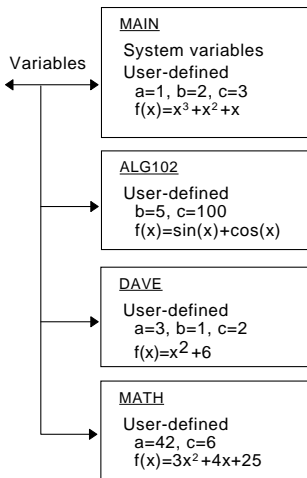 Variables
MAIN
System variables
User-defined
a=1, b=2, c=3
f(x)=x³+x²+x
ALG102
User-defined
b=5, c=100
f(x)=sin(x)+cos(x)
DAVE
User-defined
a=3, b=1, c=2
f(x)=x²+6
MATH
User-defined
a=42, c=6
f(x)=3x²+4x+25